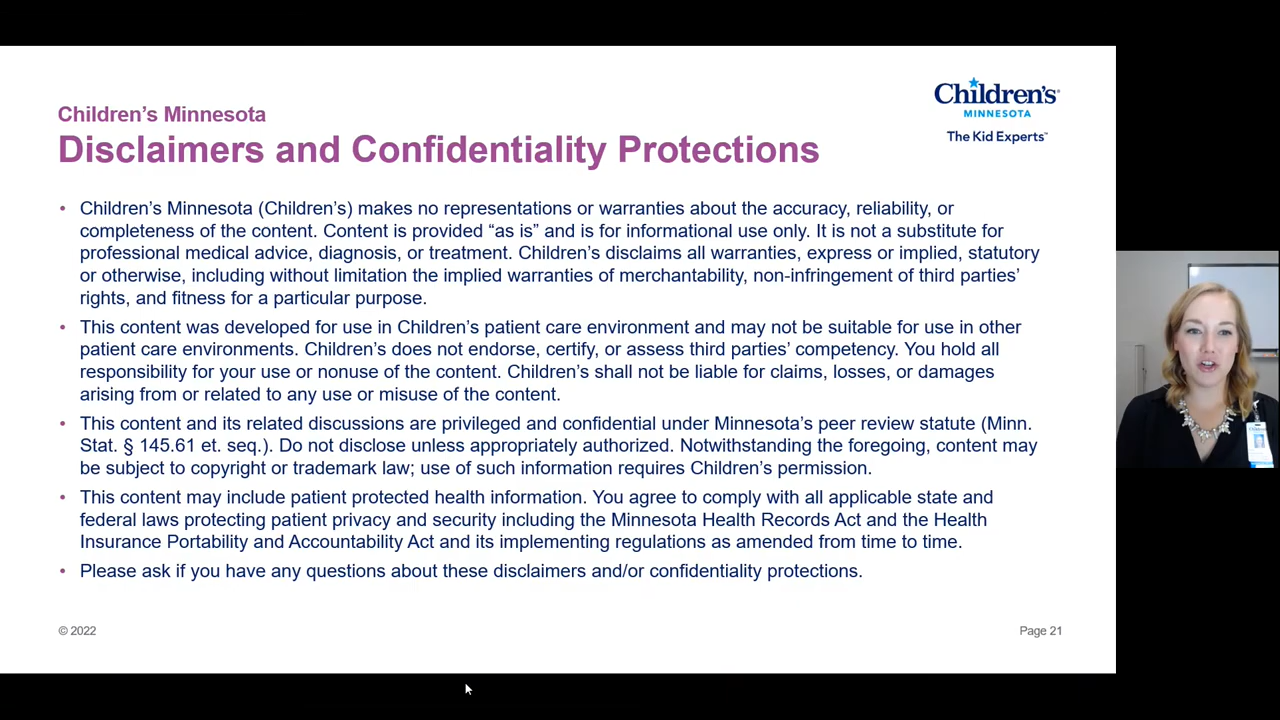 Children's Minnesota
Disclaimers and Confidentiality Protections
Children's
MINNESOTA
The Kid Experts™
• Children's Minnesota (Children's) makes no representations or warranties about the accuracy, reliability, or
completeness of the content. Content is provided “as is” and is for informational use only. It is not a substitute for
professional medical advice, diagnosis, or treatment. Children's disclaims all warranties, express or implied, statutory
or otherwise, including without limitation the implied warranties of merchantability, non-infringement of third parties'
rights, and fitness for a particular purpose.
• This content was developed for use in Children's patient care environment and may not be suitable for use in other
patient care environments. Children's does not endorse, certify, or assess third parties' competency. You hold all
responsibility for your use or nonuse of the content. Children's shall not be liable for claims, losses, or damages
arising from or related to any use or misuse of the content.
• This content and its related discussions are privileged and confidential under Minnesota's peer review statute (Minn.
Stat. § 145.61 et. seq.). Do not disclose unless appropriately authorized. Notwithstanding the foregoing, content may
be subject to copyright or trademark law; use of such information requires Children's permission.
• This content may include patient protected health information. You agree to comply with all applicable state and
federal laws protecting patient privacy and security including the Minnesota Health Records Act and the Health
Insurance Portability and Accountability Act and its implementing regulations as amended from time to time.
• Please ask if you have any questions about these disclaimers and/or confidentiality protections.
© 2022
Page 21